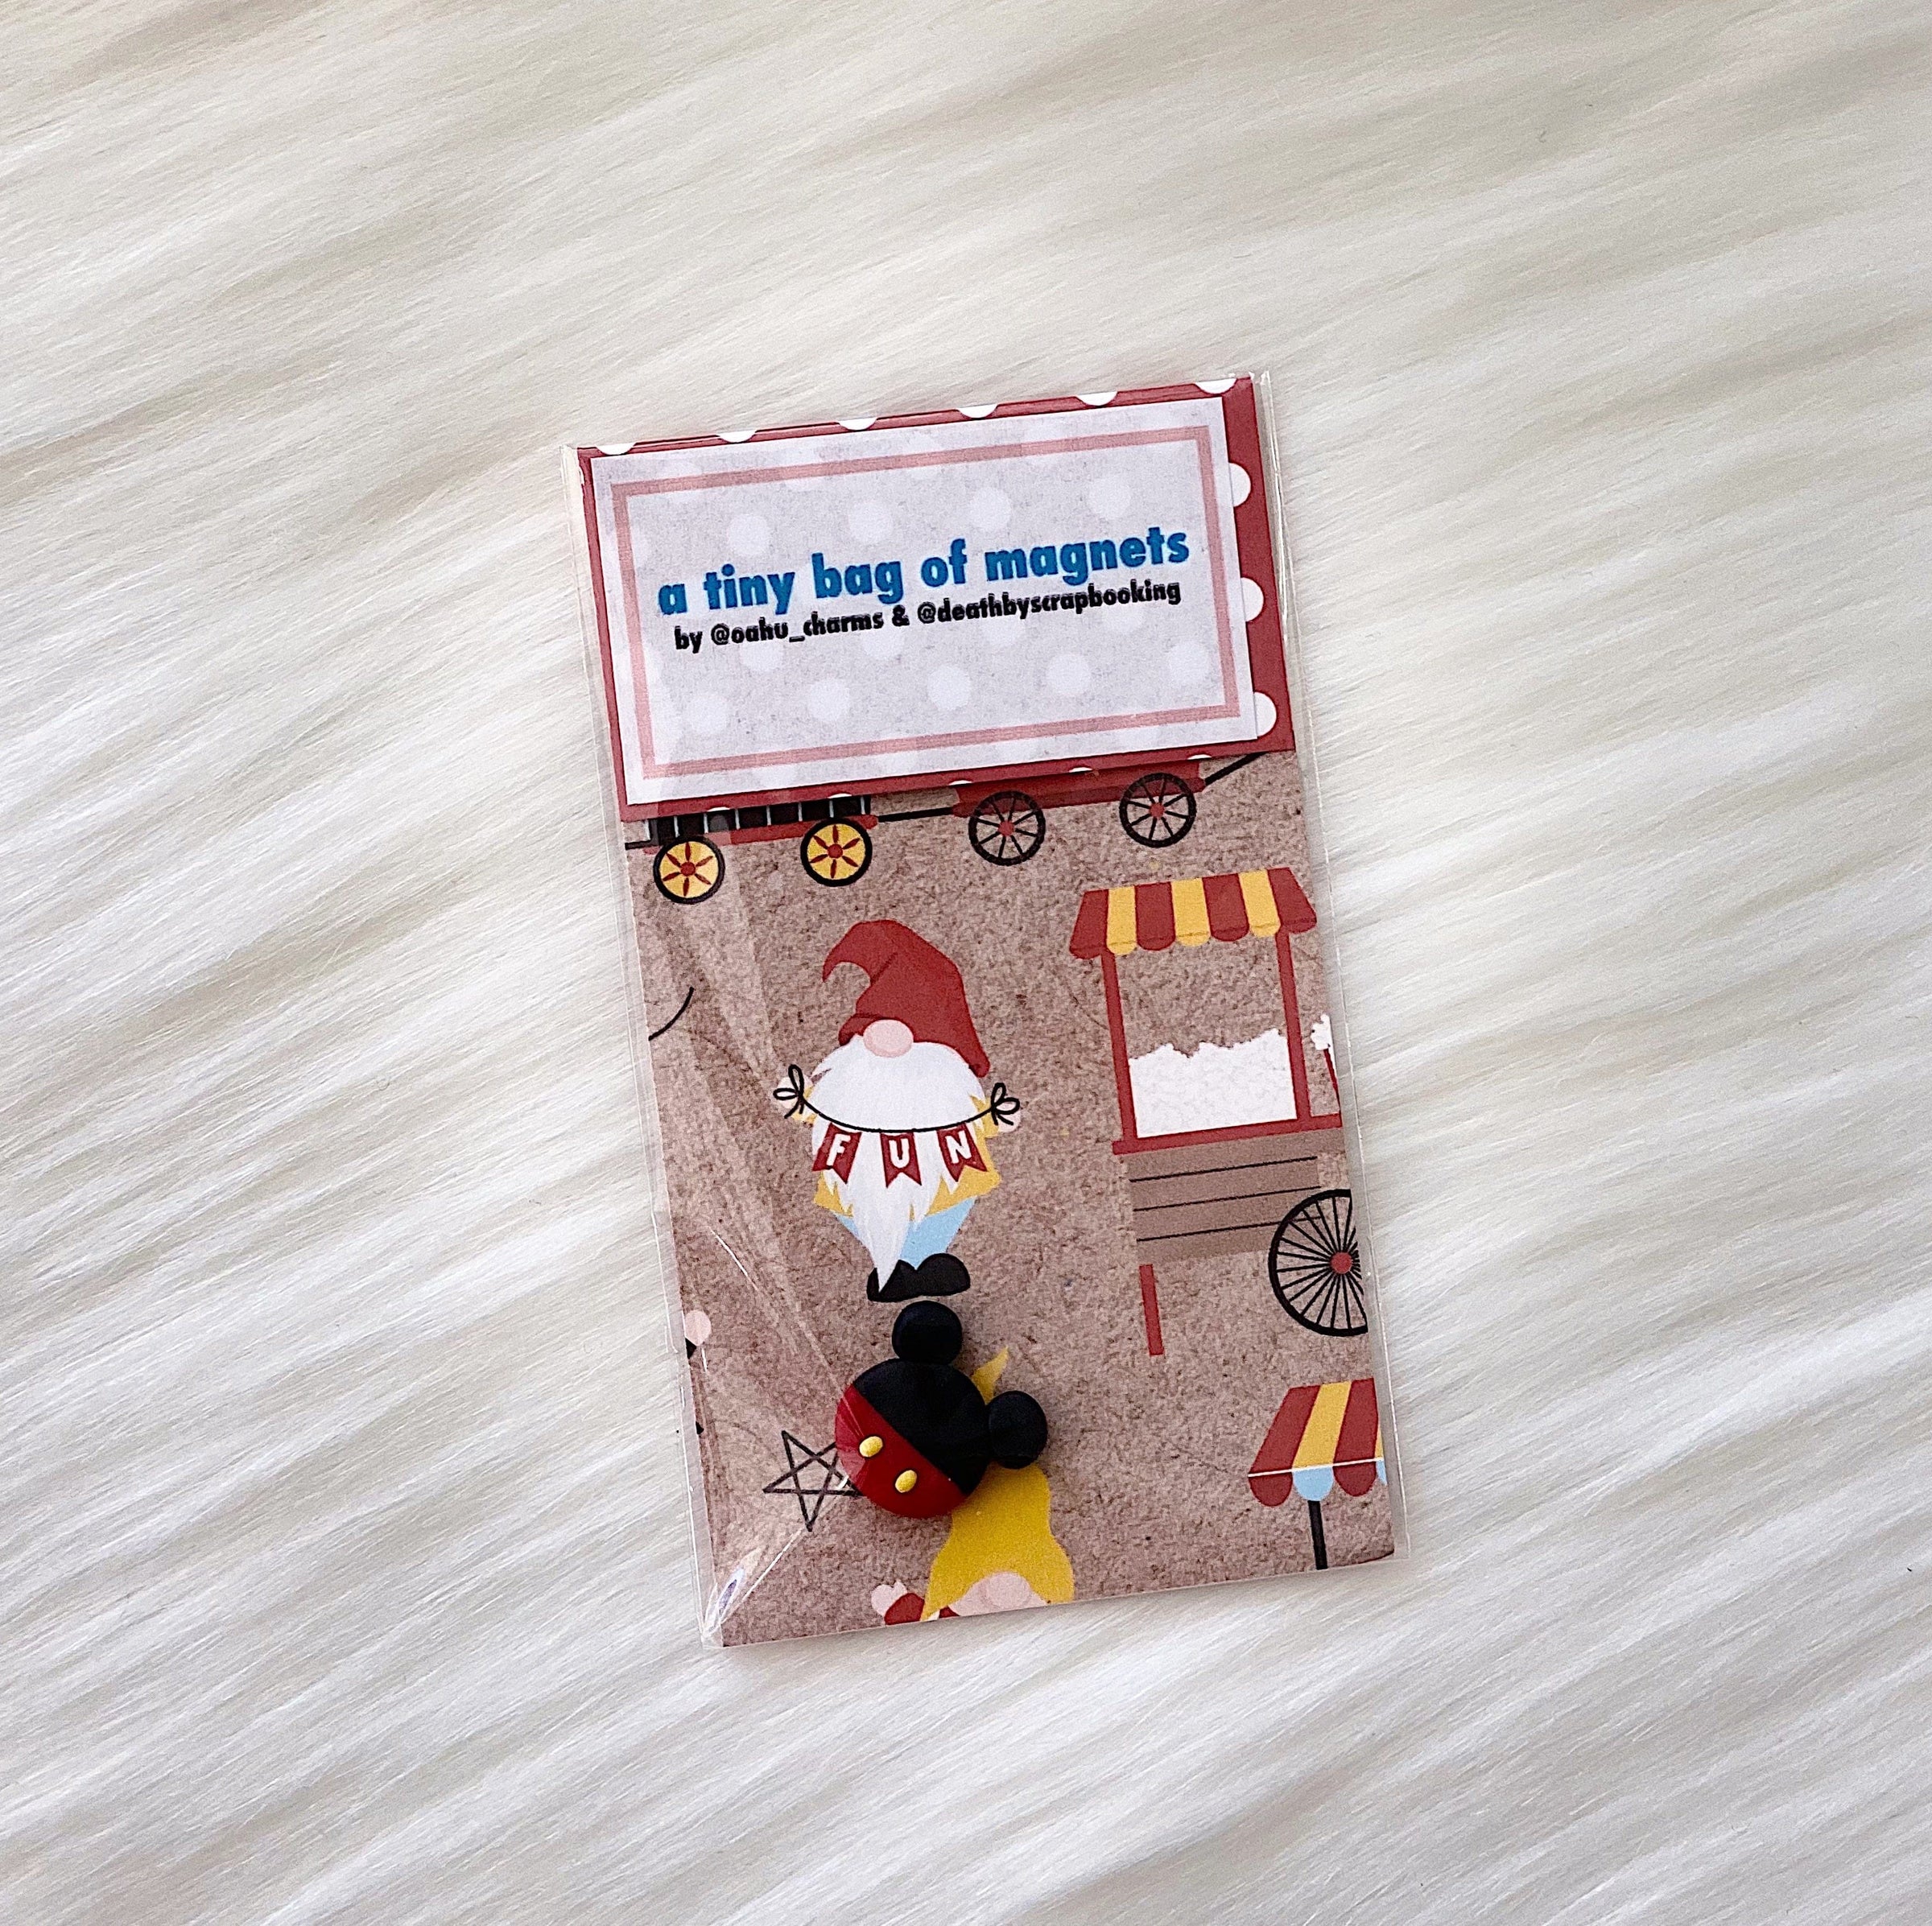 a tiny bag of magnets
by @oahu_charms & @deathbyscrapbooking
FUN